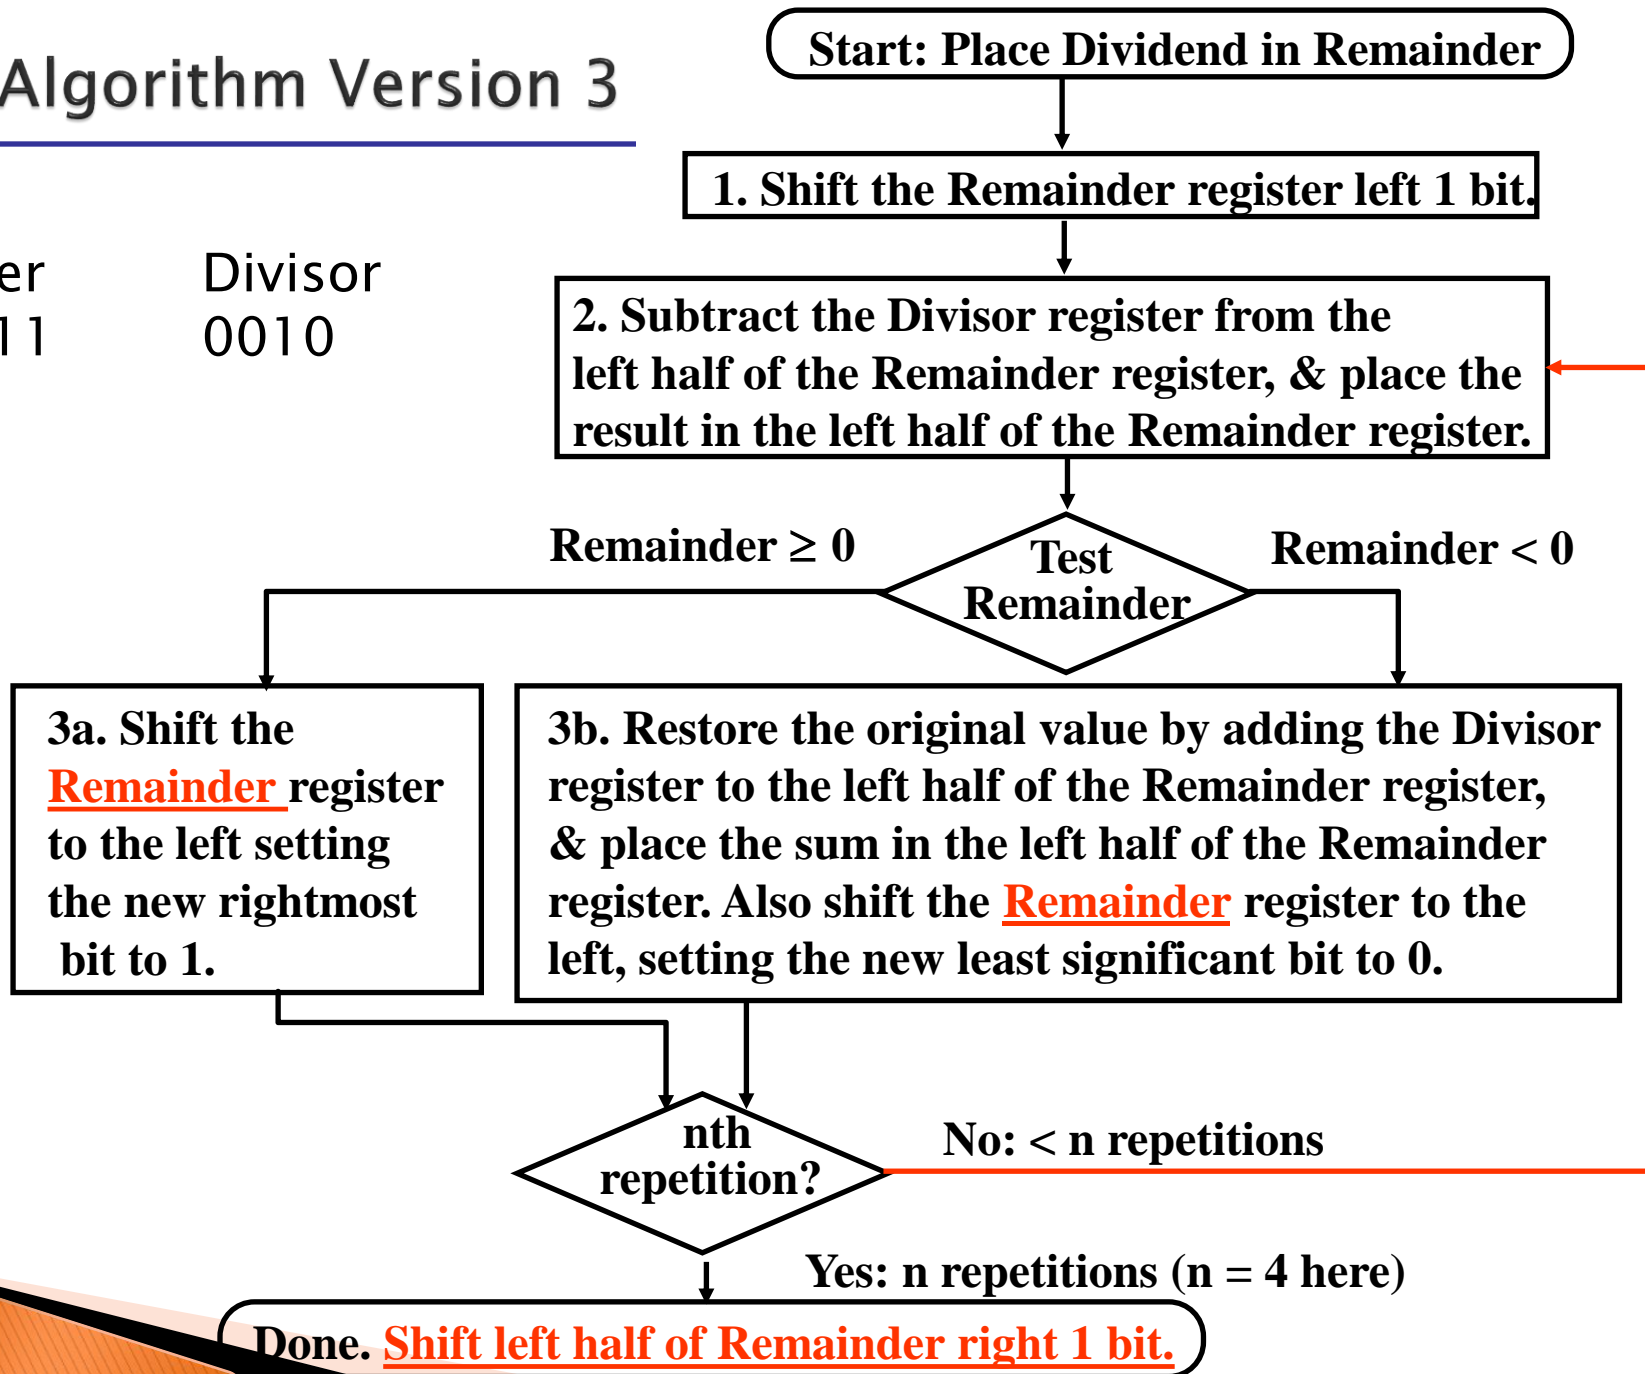 Algorithm Version 3
er Divisor
11 0010
Start: Place Dividend in Remainder
1. Shift the Remainder register left 1 bit.
2. Subtract the Divisor register from the
left half of the Remainder register, & place the
result in the left half of the Remainder register.
Remainder ≥ 0
Test
Remainder
Remainder < 0
3a. Shift the
Remainder register
to the left setting
the new rightmost
bit to 1.
3b. Restore the original value by adding the Divisor
register to the left half of the Remainder register,
& place the sum in the left half of the Remainder
register. Also shift the Remainder register to the
left, setting the new least significant bit to 0.
nth
repetition?
No: < n repetitions
Yes: n repetitions (n = 4 here)
Done. Shift left half of Remainder right 1 bit.